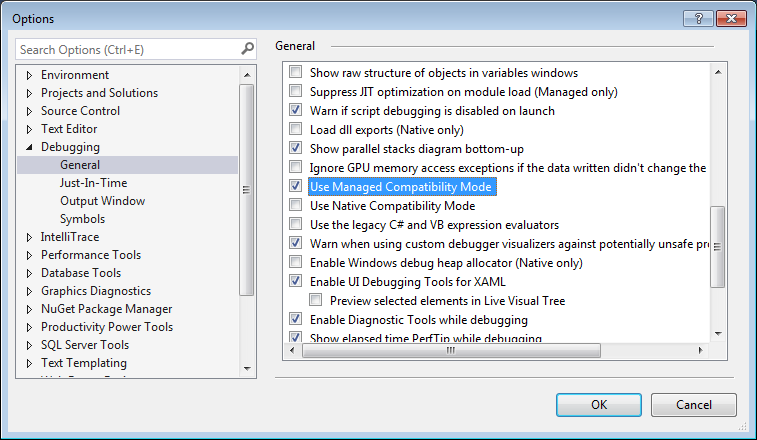 Options
?
Search Options (Ctrl+E)
Environment
Projects and Solutions
Source Control
Text Editor
Debugging
General
Just-In-Time
Output Window
Symbols
IntelliTrace
Performance Tools
Database Tools
Graphics Diagnostics
NuGet Package Manager
Productivity Power Tools
SQL Server Tools
Text Templating
General
Show raw structure of objects in variables windows
Suppress JIT optimization on module load (Managed only)
Warn if script debugging is disabled on launch
Load dll exports (Native only)
Show parallel stacks diagram bottom-up
Ignore GPU memory access exceptions if the data written didn't change the
Use Managed Compatibility Mode
Use Native Compatibility Mode
Use the legacy C# and VB expression evaluators
Warn when using custom debugger visualizers against potentially unsafe pro
Enable Windows debug heap allocator (Native only)
Enable UI Debugging Tools for XAML
Preview selected elements in Live Visual Tree
Enable Diagnostic Tools while debugging
Show elapsed time PerfTip while debugging
OK
Cancel